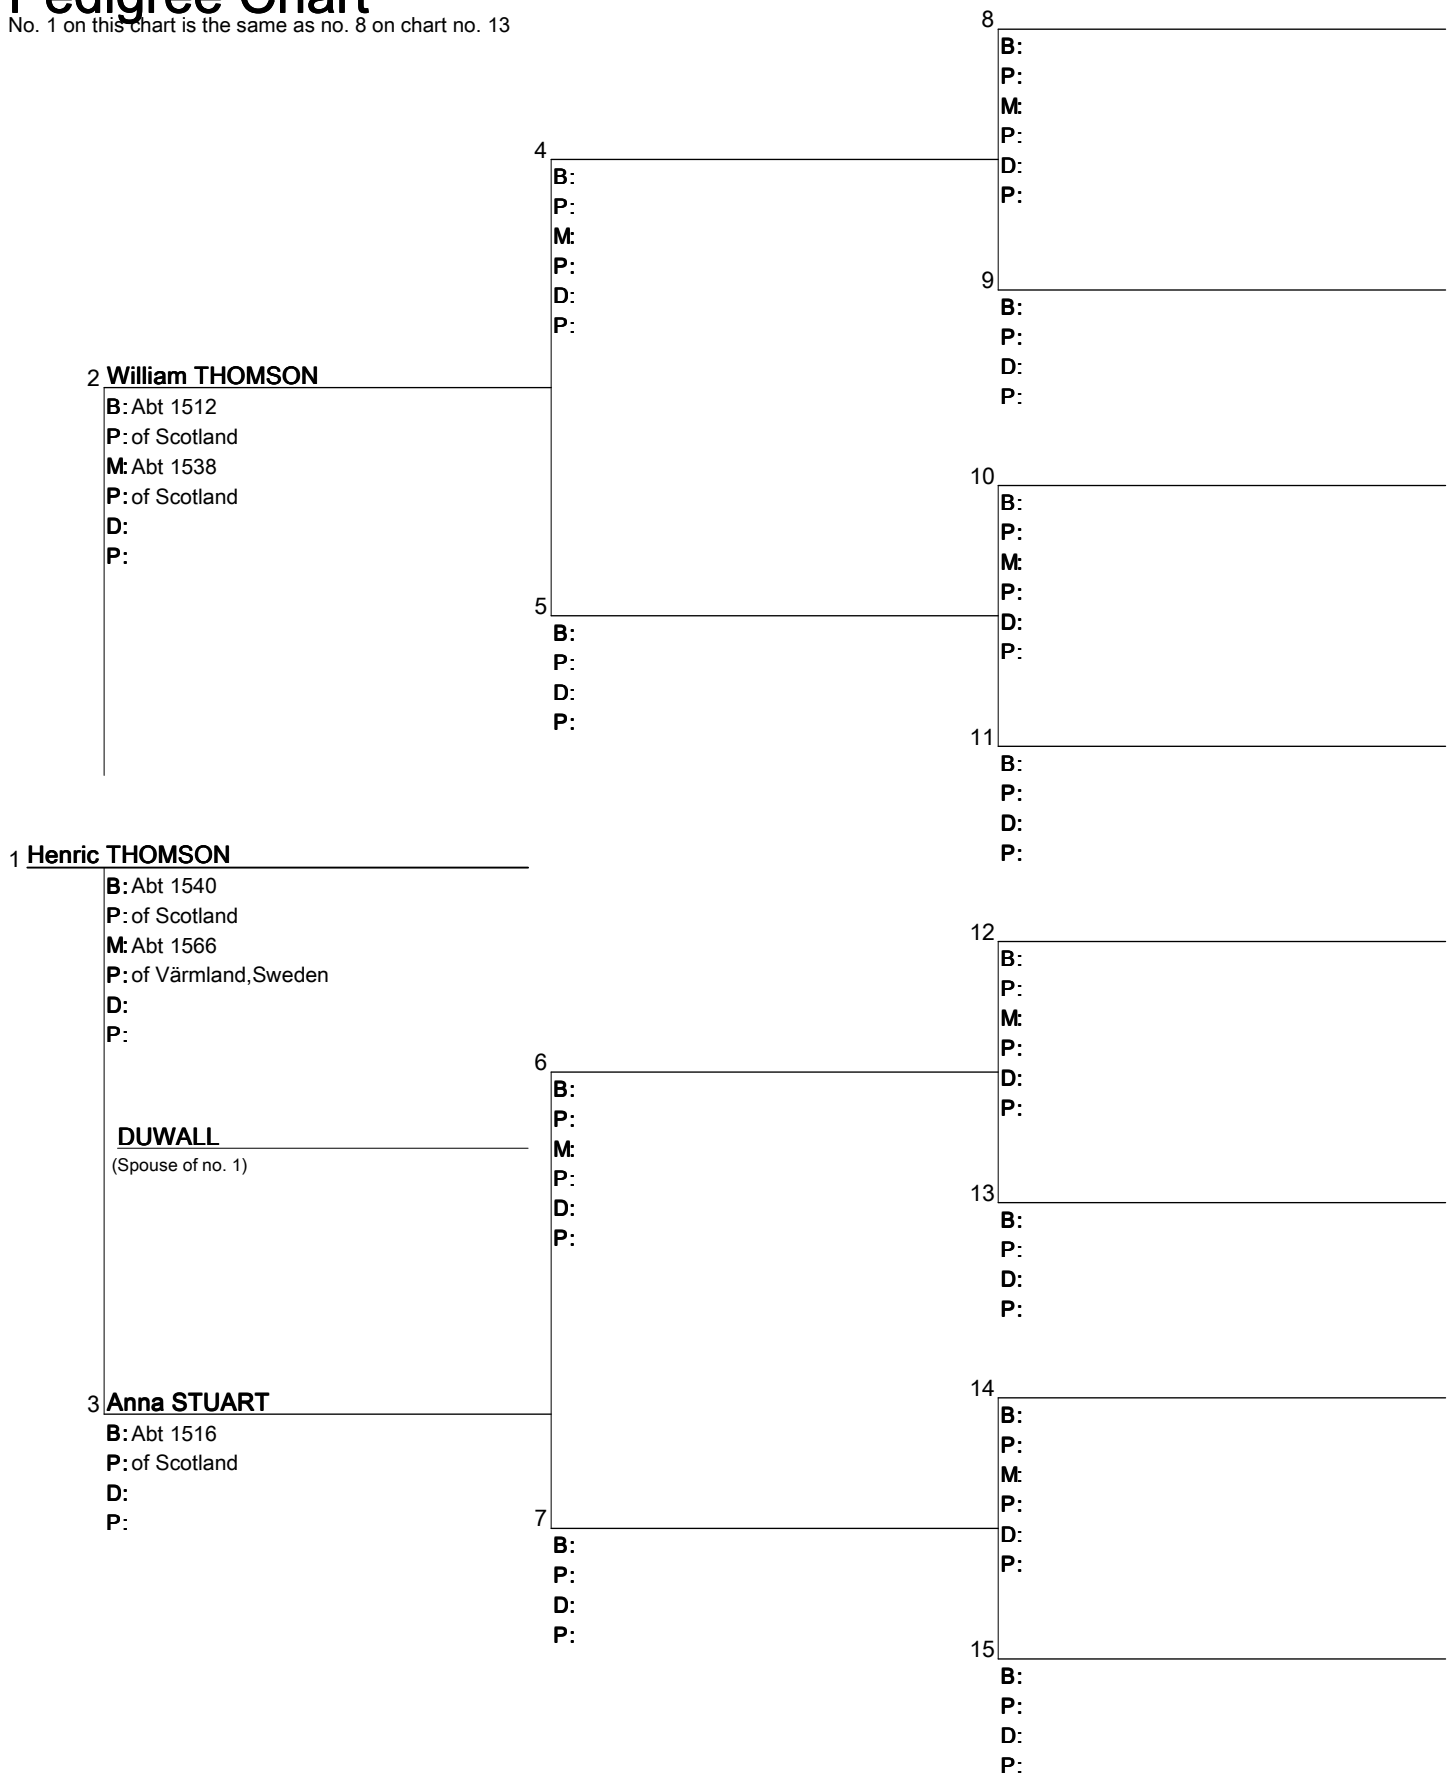 Pedigree Chart
No. 1 on this chart is the same as no. 8 on chart no. 13
8
B:
P:
M:
P:
D:
P:
4
B:
P:
M:
P:
D:
P:
9
B:
P:
D:
P:
2 William THOMSON
B: Abt 1512
P: of Scotland
M: Abt 1538
P: of Scotland
D:
P:
10
B:
P:
M:
P:
D:
P:
5
B:
P:
D:
P:
11
B:
P:
D:
P:
1 Henric THOMSON
B: Abt 1540
P: of Scotland
M: Abt 1566
P: of Värmland,Sweden
D:
P:
12
B:
P:
M:
P:
D:
P:
6
B:
P:
M:
P:
D:
P:
DUWALL
(Spouse of no. 1)
13
B:
P:
D:
P:
3 Anna STUART
B: Abt 1516
P: of Scotland
D:
P:
14
B:
P:
M:
P:
D:
P:
7
B:
P:
D:
P:
15
B:
P:
D:
P: